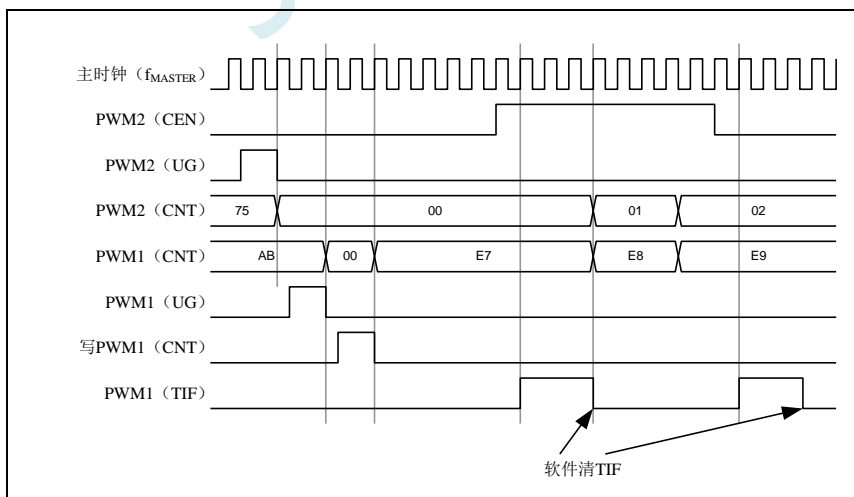 主时钟（fMASTER）
PWM2（CEN）
PWM2（UG）
PWM2（CNT） 75 00 01 02
PWM1（CNT） AB 00 E7 E8 E9
PWM1（UG）
写PWM1（CNT）
PWM1（TIF）
软件清TIF